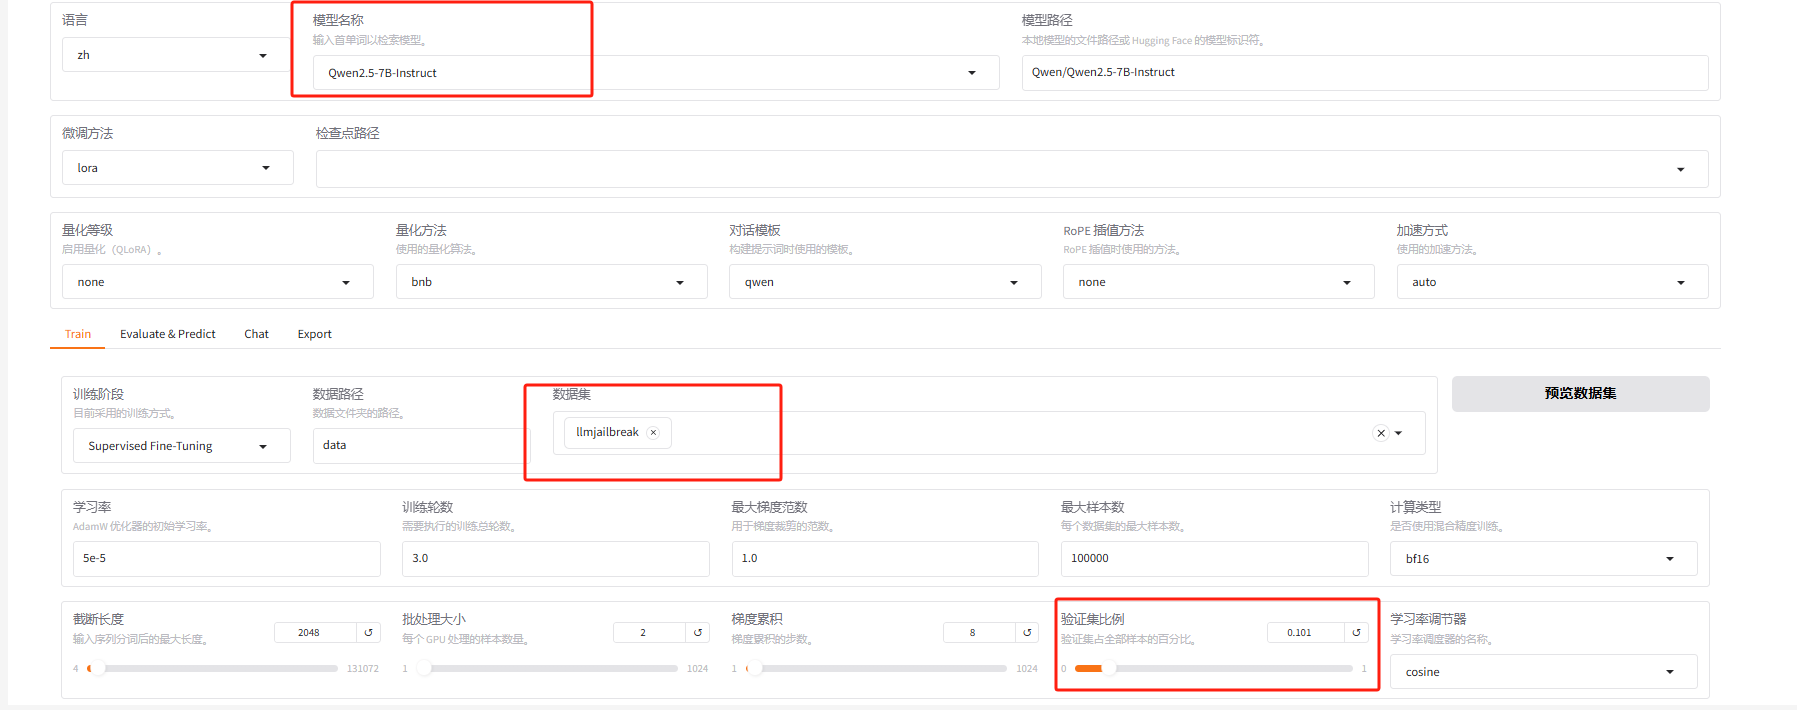 语言
zh
模型名称
输入首单词以检索模型。
Qwen2.5-7B-Instruct
模型路径
本地模型的文件路径或 Hugging Face 的模型标识符。
Qwen/Qwen2.5-7B-Instruct
微调方法
lora
检查点路径
量化等级
启用量化（QLoRA）。
none
量化方法
使用的量化算法。
bnb
对话模板
构建提示词时使用的模板。
qwen
RoPE 插值方法
RoPE 插值时使用的方法。
none
加速方式
使用的加速方法。
auto
Train
Evaluate & Predict
Chat
Export
训练阶段
目前采用的训练方式。
Supervised Fine-Tuning
数据路径
数据文件夹的路径。
data
数据集
llmjailbreak
预览数据集
学习率
AdamW 优化器的初始学习率。
5e-5
训练轮数
需要执行的训练总轮数。
3.0
最大梯度范数
用于梯度裁剪的范数。
1.0
最大样本数
每个数据集的最大样本数。
100000
计算类型
是否使用混合精度训练。
bf16
截断长度
输入序列分词后的最大长度。
2048
4
131072
批处理大小
每个 GPU 处理的样本数量。
2
1
1024
梯度累积
梯度累积的步数。
8
1
1024
验证集比例
验证集占全部样本的百分比。
0.101
0
1
学习率调节器
学习率调度器的名称。
cosine